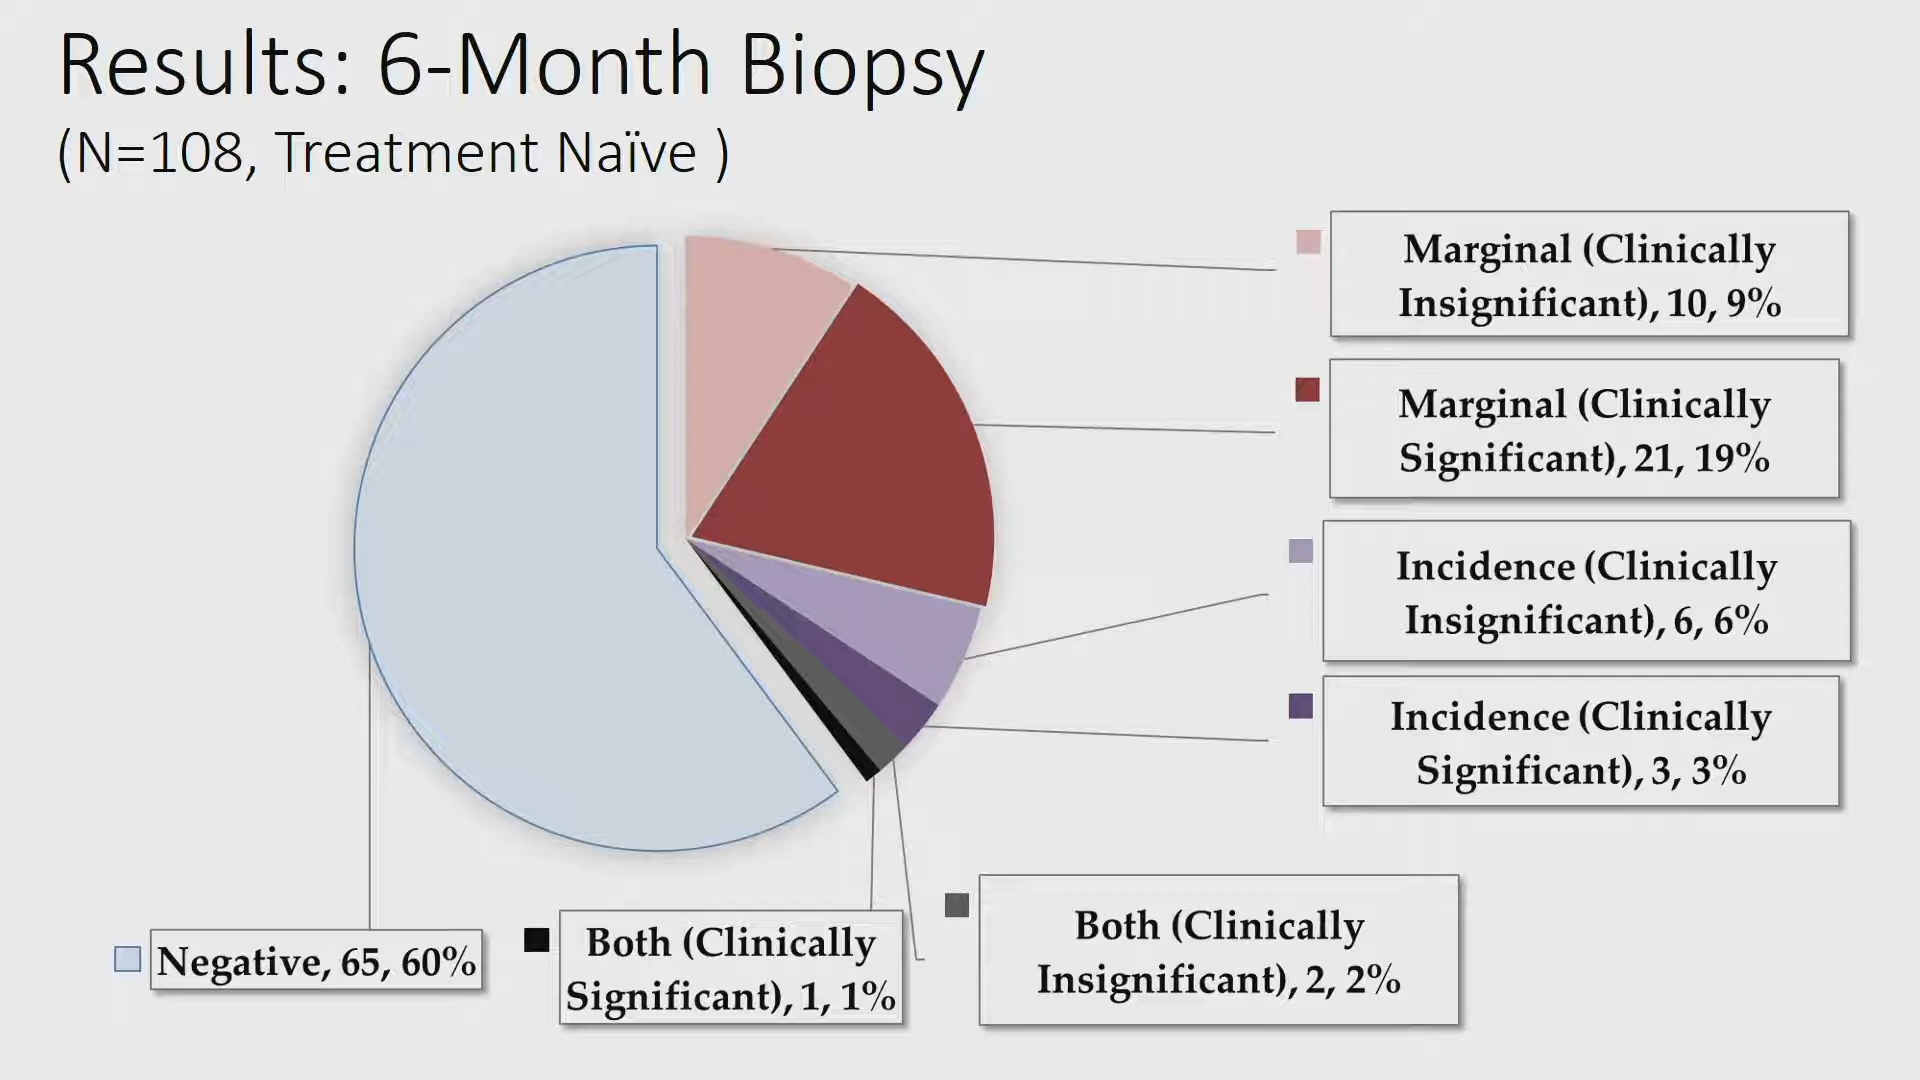 Results: 6-Month Biopsy
(N=108, Treatment Naïve )
Marginal (Clinically
Insignificant), 10, 9%
Marginal (Clinically
Significant), 21, 19%
Incidence (Clinically
Insignificant), 6, 6%
Incidence (Clinically
Significant), 3, 3%
Both (Clinically
Insignificant), 2, 2%
Both (Clinically
Significant), 1, 1%
Negative, 65, 60%